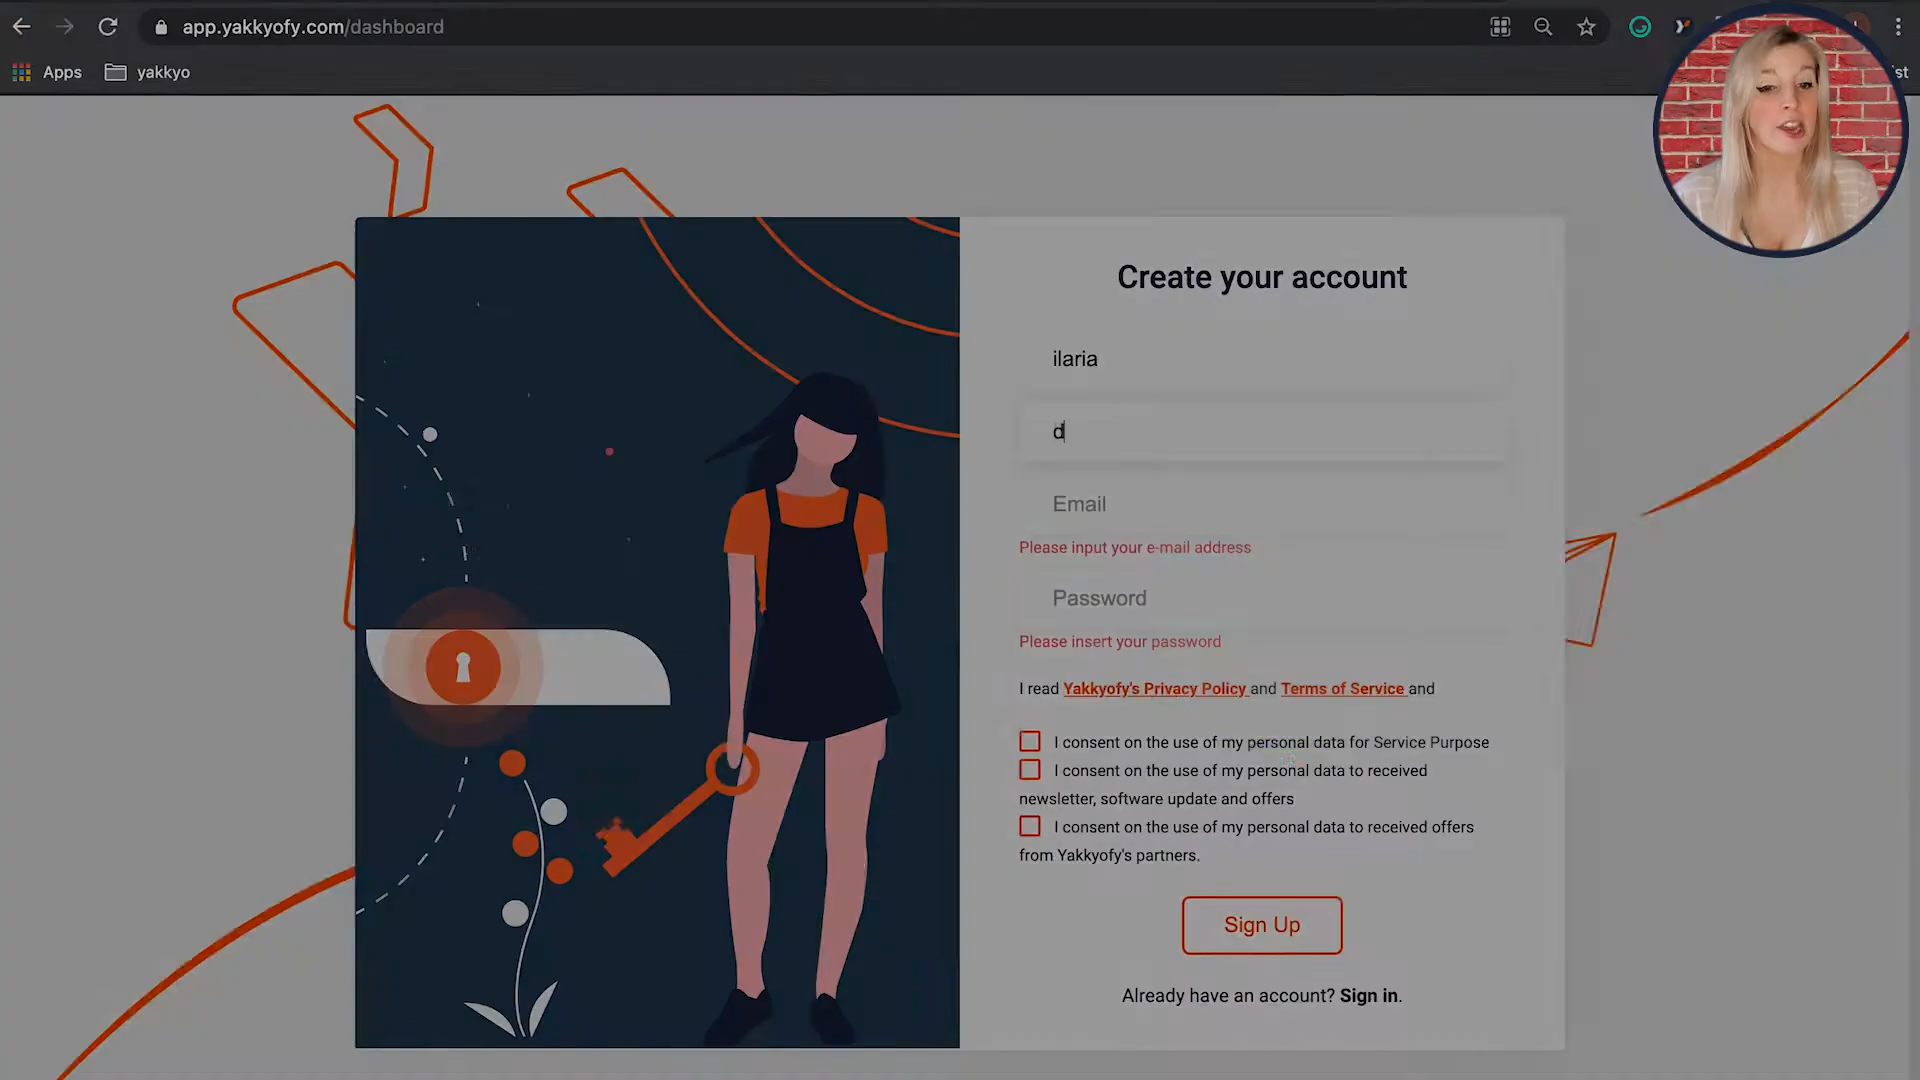 app.yakkyofy.com/dashboard
Apps
yakkyo
st
Create your account
ilaria
d
Email
Please input your e-mail address
Password
Please insert your password
I read Yakkyofy's Privacy Policy and Terms of Service and
I consent on the use of my personal data for Service Purpose
I consent on the use of my personal data to received
newsletter, software update and offers
I consent on the use of my personal data to received offers
from Yakkyofy's partners.
Sign Up
Already have an account? Sign in.